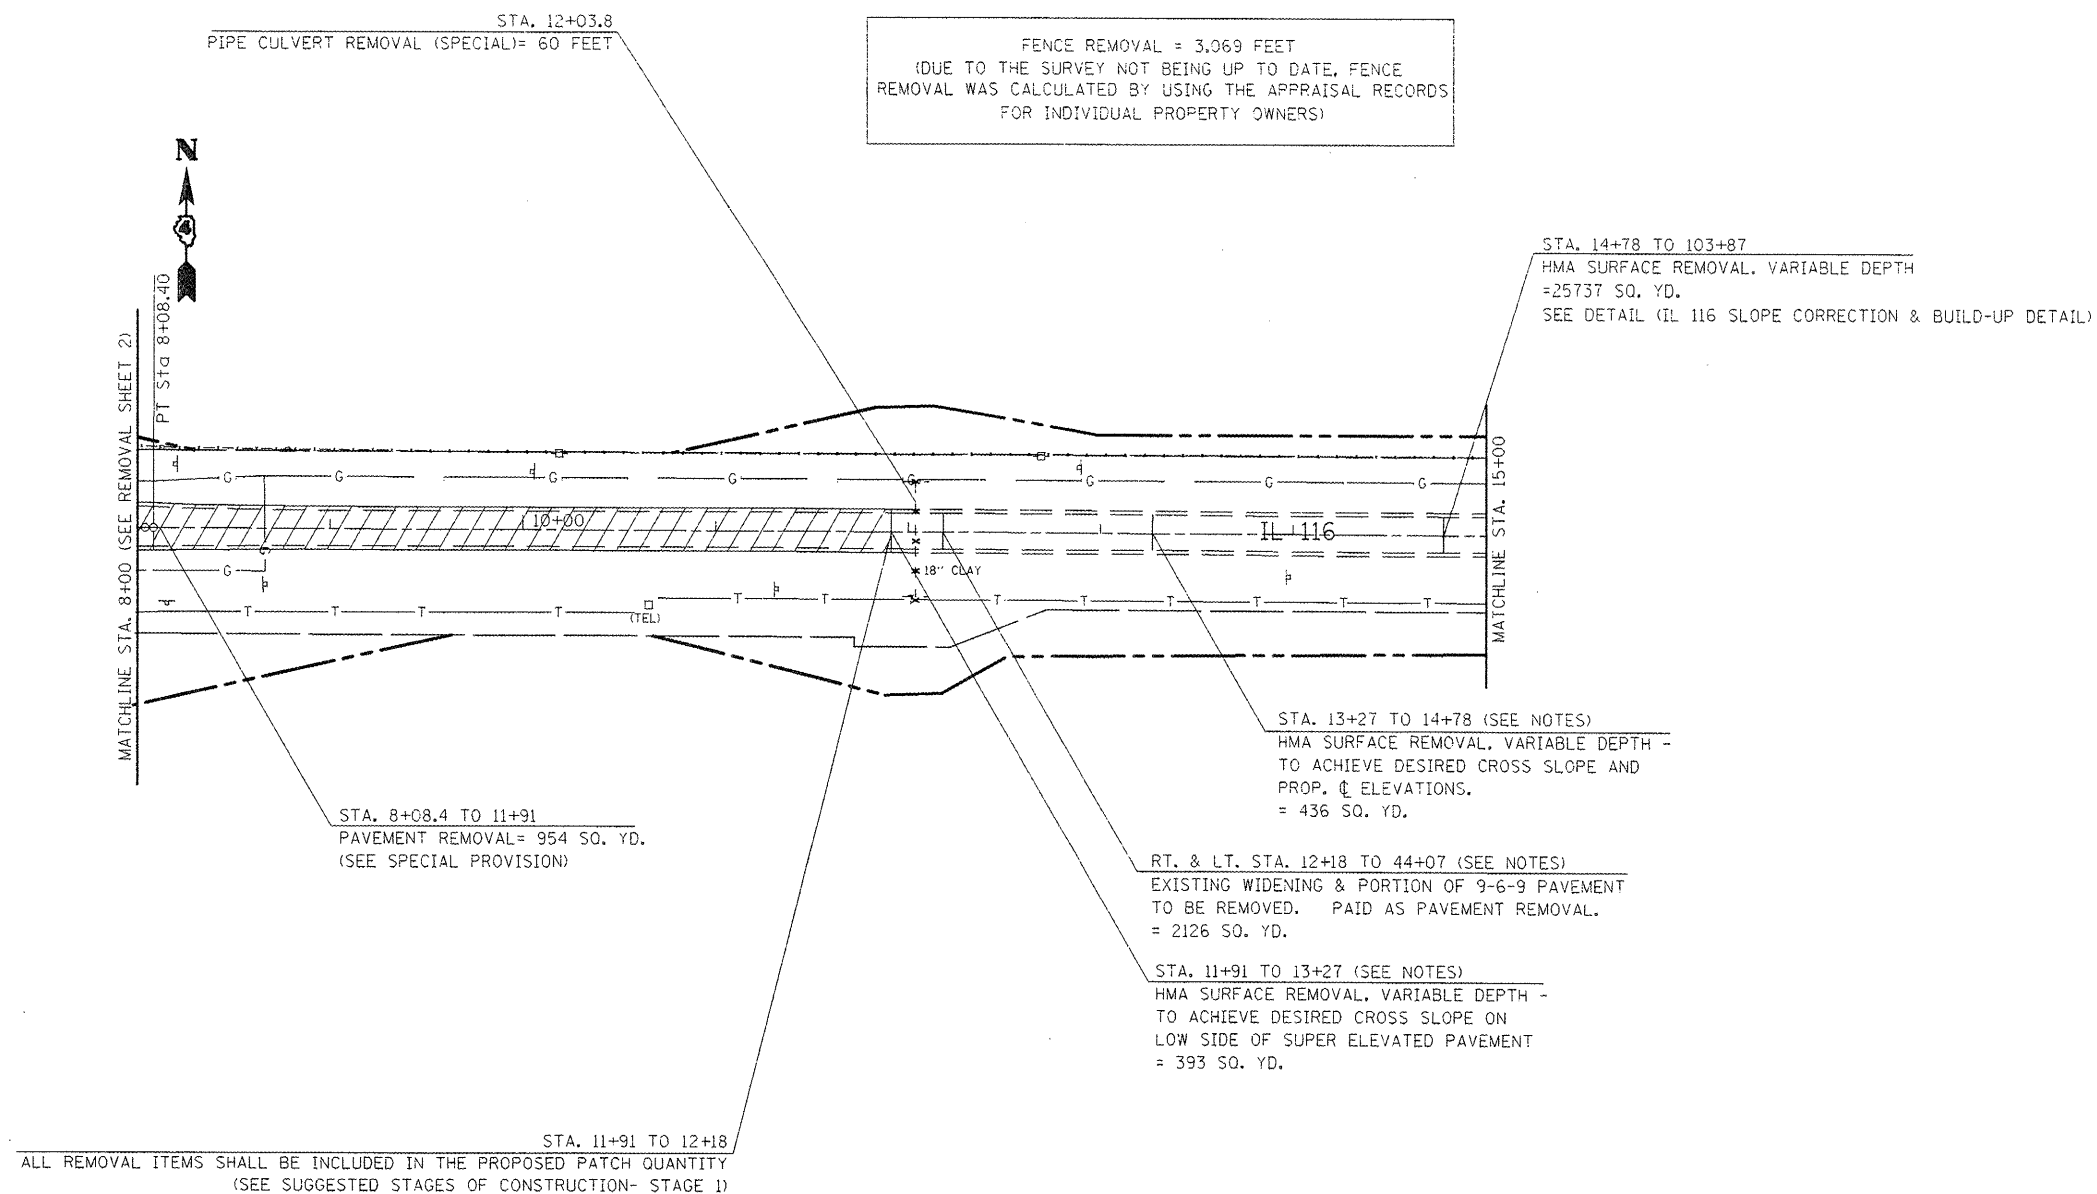 STA. 12+03.8
PIPE CULVERT REMOVAL (SPECIAL)= 60 FEET
FENCE REMOVAL = 3,069 FEET
(DUE TO THE SURVEY NOT BEING UP TO DATE, FENCE
REMOVAL WAS CALCULATED BY USING THE APPRAISAL RECORDS
FOR INDIVIDUAL PROPERTY OWNERS)
N
4
STA. 14+78 TO 103+87
HMA SURFACE REMOVAL, VARIABLE DEPTH
=25737 SQ. YD.
SEE DETAIL (IL 116 SLOPE CORRECTION & BUILD-UP DETAIL)
MATCHLINE STA. 8+00 (SEE REMOVAL SHEET 2)
PT Sta 8+08.40
G G G G G G G G
10+00
IL 116
G
18" CLAY
T T T T T T T T T T T T
(TEL)
MATCHLINE STA. 15+00
STA. 13+27 TO 14+78 (SEE NOTES)
HMA SURFACE REMOVAL, VARIABLE DEPTH -
TO ACHIEVE DESIRED CROSS SLOPE AND
PROP. ℄ ELEVATIONS.
= 436 SQ. YD.
STA. 8+08.4 TO 11+91
PAVEMENT REMOVAL= 954 SQ. YD.
(SEE SPECIAL PROVISION)
RT. & LT. STA. 12+18 TO 44+07 (SEE NOTES)
EXISTING WIDENING & PORTION OF 9-6-9 PAVEMENT
TO BE REMOVED. PAID AS PAVEMENT REMOVAL.
= 2126 SQ. YD.
STA. 11+91 TO 13+27 (SEE NOTES)
HMA SURFACE REMOVAL, VARIABLE DEPTH -
TO ACHIEVE DESIRED CROSS SLOPE ON
LOW SIDE OF SUPER ELEVATED PAVEMENT
= 393 SQ. YD.
STA. 11+91 TO 12+18
ALL REMOVAL ITEMS SHALL BE INCLUDED IN THE PROPOSED PATCH QUANTITY
(SEE SUGGESTED STAGES OF CONSTRUCTION- STAGE 1)